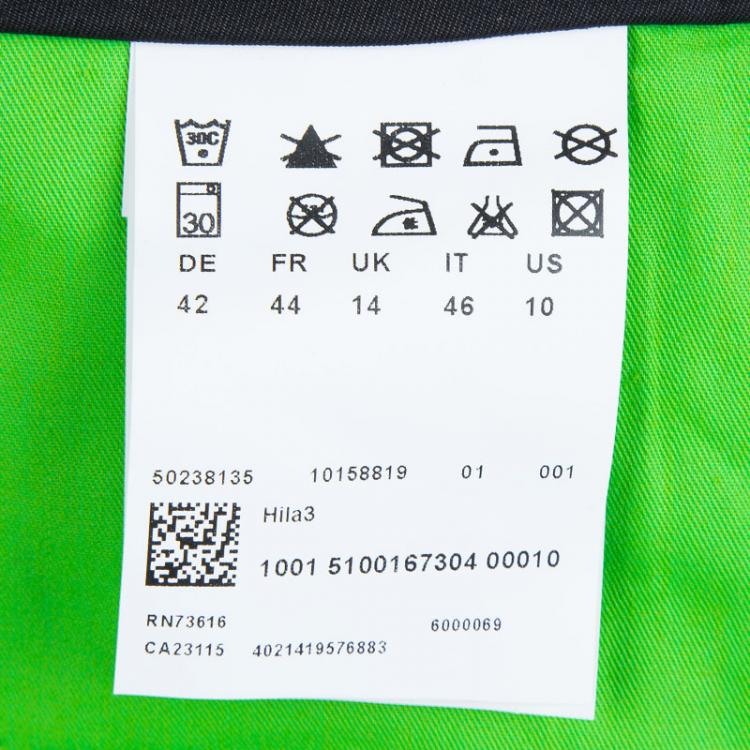 30C
30
DE FR UK IT US
42 44 14 46 10
50238135 10158819 01 001
Hila3
1001 5100167304 00010
RN73616 6000069
CA23115 4021419576883